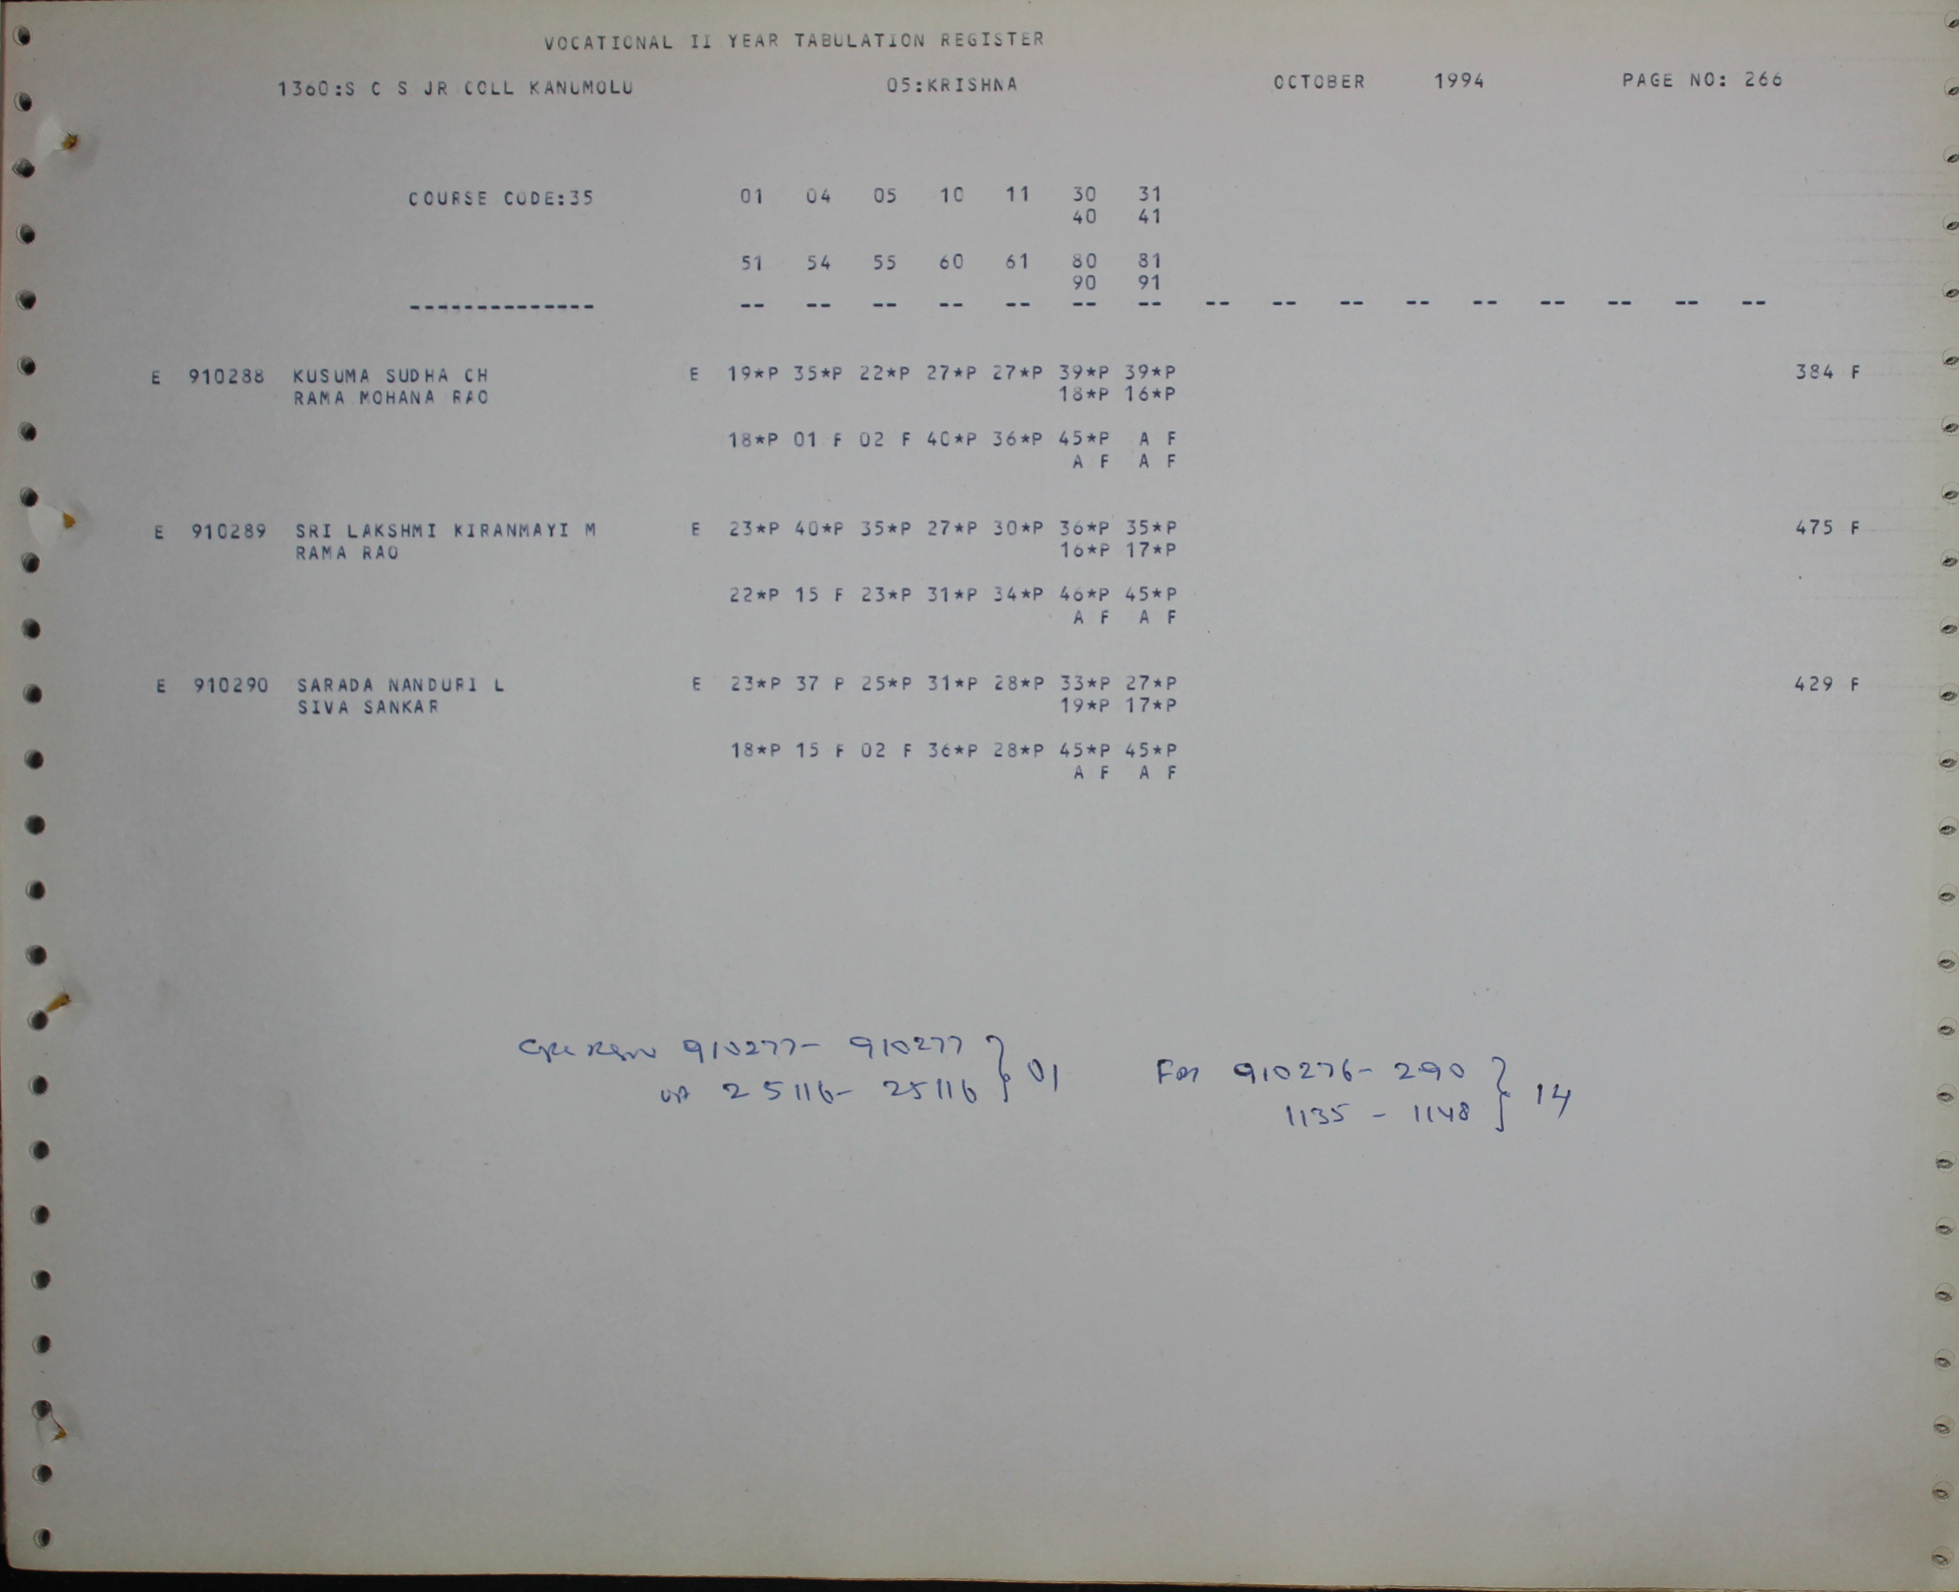 VOCATIONAL II YEAR TABULATION REGISTER
1360:S C S JR COLL KANUMOLU 05:KRISHNA OCTOBER 1994 PAGE NO: 266
COURSE CODE:35 01 04 05 10 11 30 31
40 41
51 54 55 60 61 80 81
90 91
-------------- -- -- -- -- -- -- -- -- -- -- -- -- -- -- -- --
E 910288 KUSUMA SUDHA CH E 19*P 35*P 22*P 27*P 27*P 39*P 39*P 384 F
RAMA MOHANA RAO 18*P 16*P
18*P 01 F 02 F 40*P 36*P 45*P A F
A F A F
E 910289 SRI LAKSHMI KIRANMAYI M E 23*P 40*P 35*P 27*P 30*P 36*P 35*P 475 F
RAMA RAO 16*P 17*P
22*P 15 F 23*P 31*P 34*P 46*P 45*P
A F A F
E 910290 SARADA NANDURI L E 23*P 37 P 25*P 31*P 28*P 33*P 27*P 429 F
SIVA SANKAR 19*P 17*P
18*P 15 F 02 F 36*P 28*P 45*P 45*P
A F A F
910277- 910277 } 01
25116- 25116
For 910276- 290 } 14
1135 - 1148